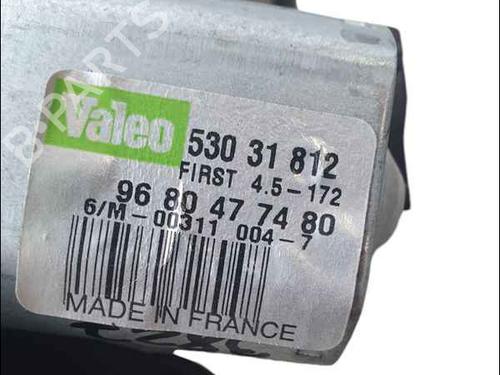 Valeo
530 31 812
FIRST 4.5-172
96 80 47 74 80
6/M-00311 004-7
MADE IN FRANCE
B-PARTS